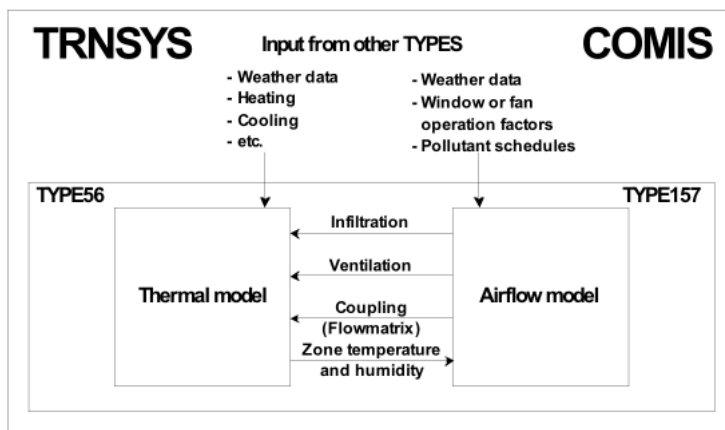 TRNSYS
Input from other TYPES
COMIS
- Weather data
- Heating
- Cooling
- etc.
- Weather data
- Window or fan
operation factors
- Pollutant schedules
TYPE56
TYPE157
Infiltration
Ventilation
Thermal model
Airflow model
Coupling
(Flowmatrix)
Zone temperature
and humidity